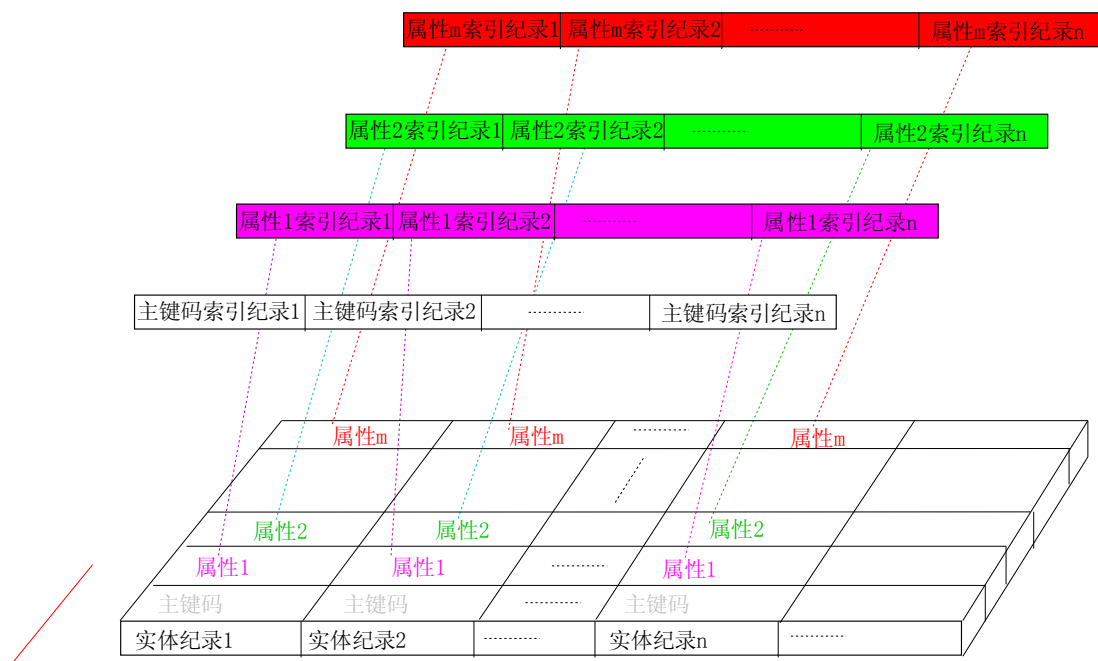 属性m索引纪录1 属性m索引纪录2 ………… 属性m索引纪录n
属性2索引纪录1 属性2索引纪录2 ………… 属性2索引纪录n
属性1索引纪录1 属性1索引纪录2 ………… 属性1索引纪录n
主键码索引纪录1 主键码索引纪录2 ………… 主键码索引纪录n
属性m 属性m ………… 属性m
属性2 属性2 属性2
属性1 属性1 ………… 属性1
主键码 主键码 ………… 主键码
实体纪录1 实体纪录2 ………… 实体纪录n …………